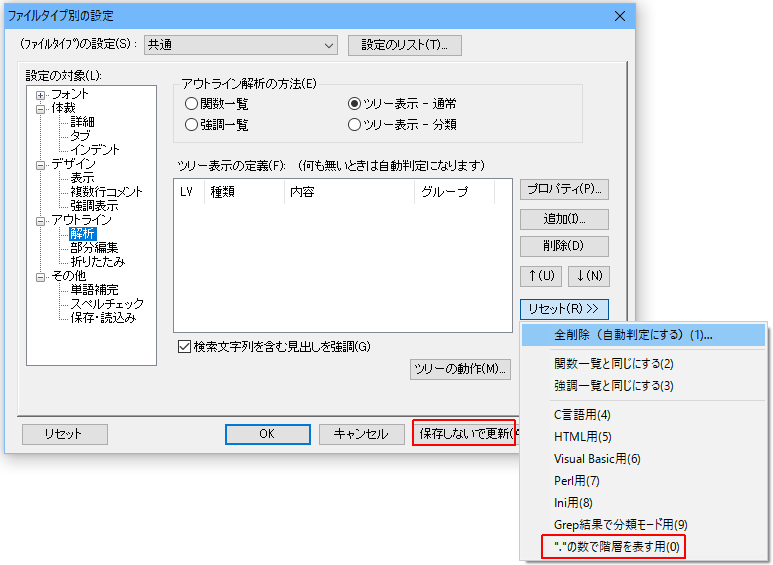 ファイルタイプ別の設定
(ファイルタイプ)の設定(S)： 共通 設定のリスト(T)...
設定の対象(L):
フォント
体裁
詳細
タブ
インデント
デザイン
表示
複数行コメント
強調表示
アウトライン
解析
部分編集
折りたたみ
その他
単語補完
スペルチェック
保存・読込み
アウトライン解析の方法(E)
関数一覧 ツリー表示 - 通常
強調一覧 ツリー表示 - 分類
ツリー表示の定義(F)： (何も無いときは自動判定になります)
LV 種類 内容 グループ
プロパティ(P)...
追加(I)...
削除(D)
↑(U) ↓(N)
リセット(R) >>
検索文字列を含む見出しを強調(G)
ツリーの動作(M)...
リセット OK キャンセル 保存しないで更新(
全削除（自動判定にする）(1)...
関数一覧と同じにする(2)
強調一覧と同じにする(3)
C言語用(4)
HTML用(5)
Visual Basic用(6)
Perl用(7)
Ini用(8)
Grep結果で分類モード用(9)
"."の数で階層を表す用(0)